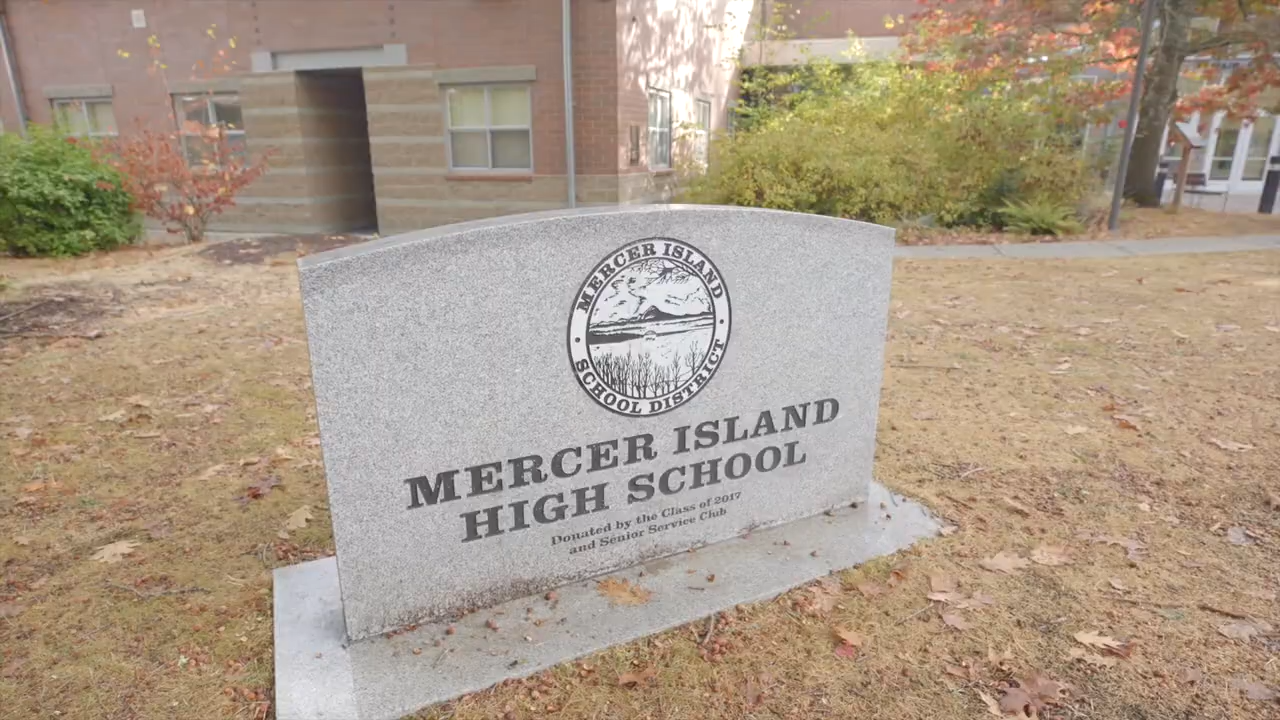 MERCER ISLAND
SCHOOL DISTRICT
MERCER ISLAND
HIGH SCHOOL
Donated by the Class of 2017
and Senior Service Club